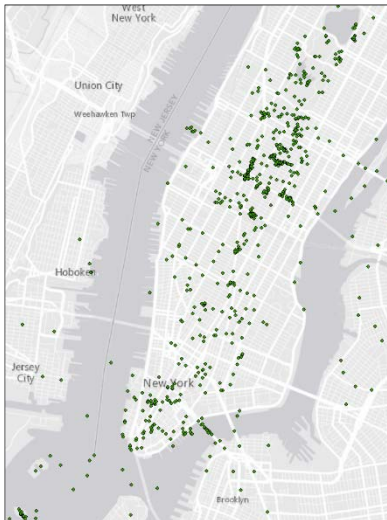 West
New York
Union City
Weehawken Twp
NEW JERSEY
NEW YORK
Hoboken
Jersey
City
New York
Brooklyn